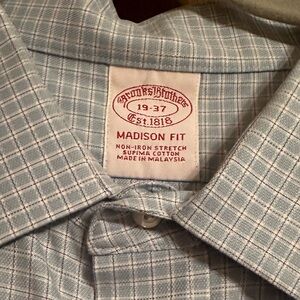 Brooks Brothers
19-37
Est. 1818
MADISON FIT
NON-IRON STRETCH
SUPIMA COTTON
MADE IN MALAYSIA